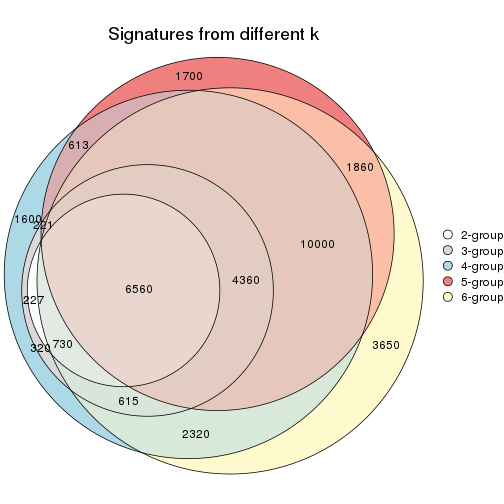 Signatures from different k
1700
613
1860
1600
221
10000
4360
6560
227
730
320
3650
615
2320
2-group
3-group
4-group
5-group
6-group